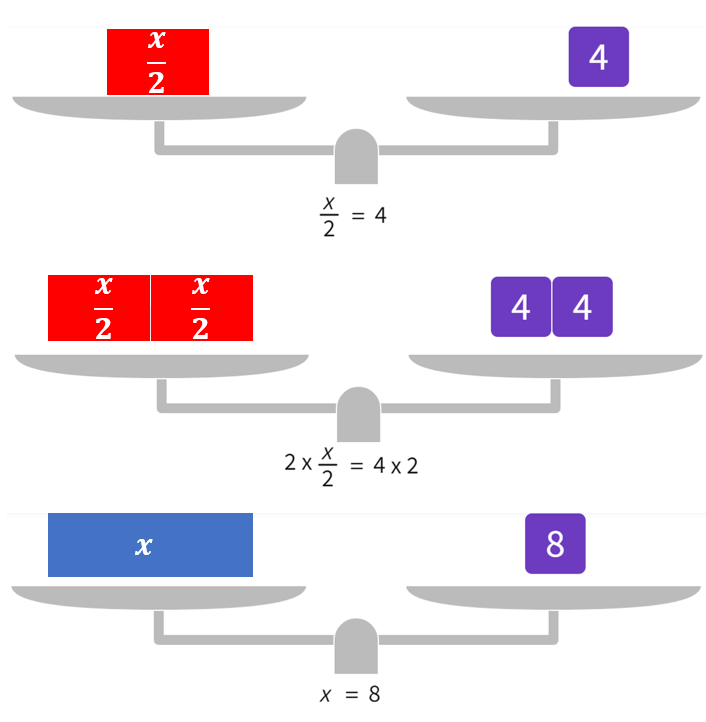 x/2 4
x/2 = 4
x/2 x/2 4 4
2 x x/2 = 4 x 2
x 8
x = 8